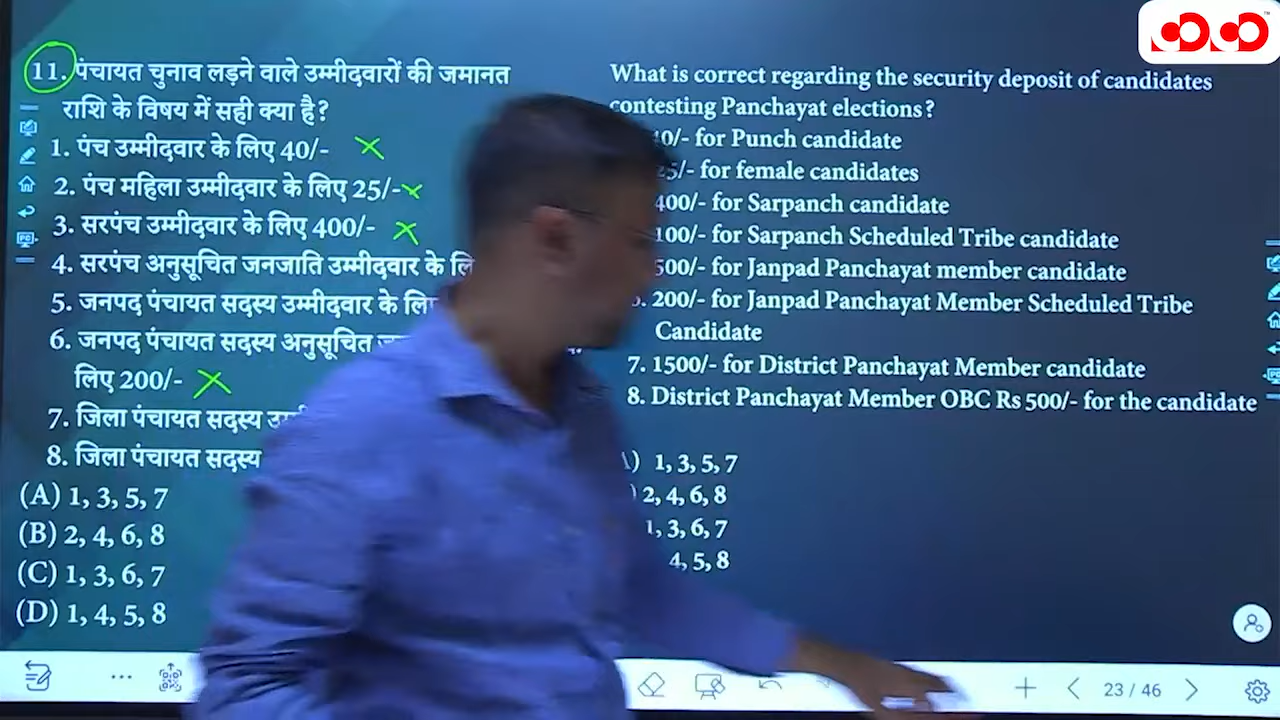 11. पंचायत चुनाव लड़ने वाले उम्मीदवारों की जमानत
राशि के विषय में सही क्या है?
1. पंच उम्मीदवार के लिए 40/-
2. पंच महिला उम्मीदवार के लिए 25/-
3. सरपंच उम्मीदवार के लिए 400/-
4. सरपंच अनुसूचित जनजाति उम्मीदवार के
5. जनपद पंचायत सदस्य उम्मीदवार के
6. जनपद पंचायत सदस्य अनुसूचित
लिए 200/-
7. जिला पंचायत सदस्य
8. जिला पंचायत सदस्य
(A) 1, 3, 5, 7
(B) 2, 4, 6, 8
(C) 1, 3, 6, 7
(D) 1, 4, 5, 8
What is correct regarding the security deposit of candidates
contesting Panchayat elections?
0/- for Punch candidate
5/- for female candidates
400/- for Sarpanch candidate
100/- for Sarpanch Scheduled Tribe candidate
500/- for Janpad Panchayat member candidate
200/- for Janpad Panchayat Member Scheduled Tribe
Candidate
7. 1500/- for District Panchayat Member candidate
8. District Panchayat Member OBC Rs 500/- for the candidate
1, 3, 5, 7
2, 4, 6, 8
1, 3, 6, 7
4, 5, 8
23 / 46